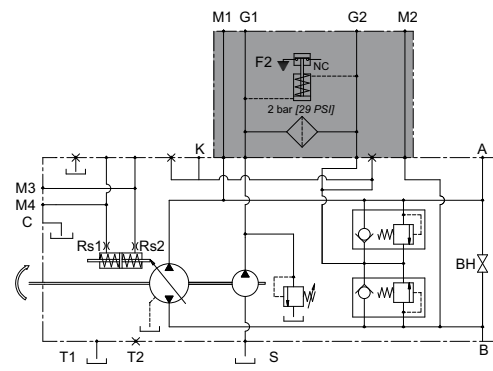 M1 G1 G2 M2
F2
NC
2 bar [29 PSI]
K A
M3
M4
C
Rs1 Rs2
BH
T1 T2 S B